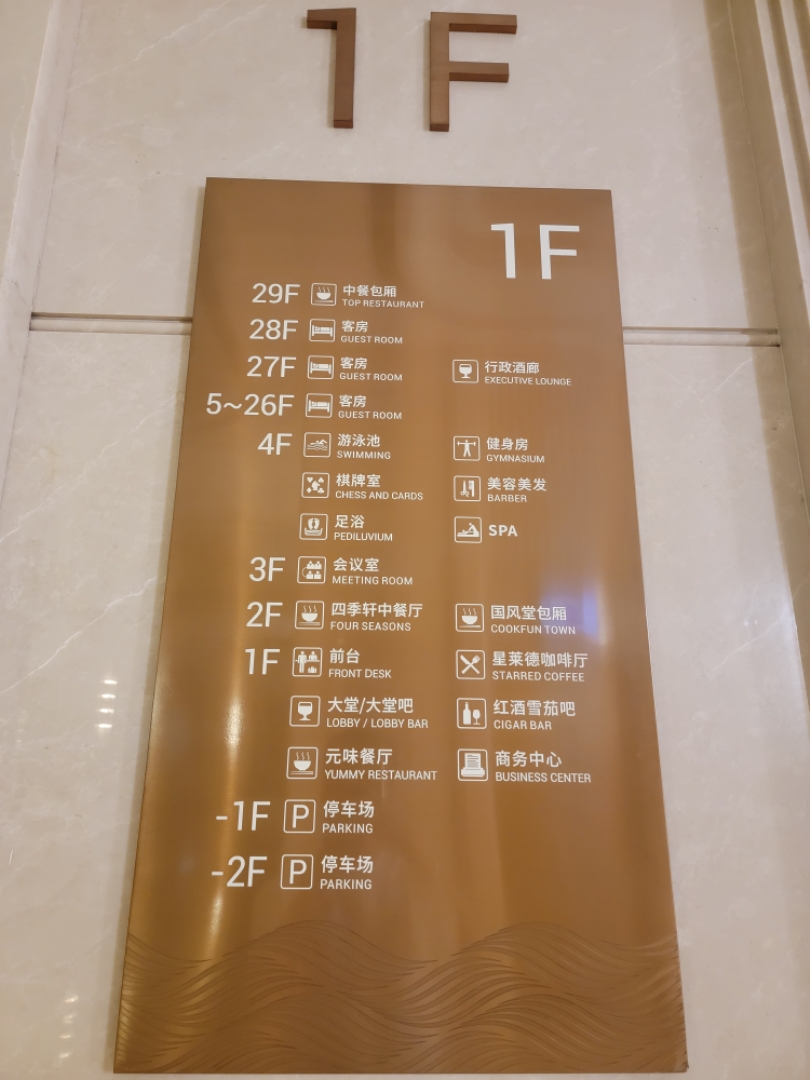 1F
1F
29F 中餐包厢
TOP RESTAURANT
28F 客房
GUEST ROOM
27F 客房 行政酒廊
GUEST ROOM EXECUTIVE LOUNGE
5~26F 客房
GUEST ROOM
4F 游泳池 健身房
SWIMMING GYMNASIUM
棋牌室 美容美发
CHESS AND CARDS BARBER
足浴 SPA
PEDILUVIUM
3F 会议室
MEETING ROOM
2F 四季轩中餐厅 国风堂包厢
FOUR SEASONS COOKFUN TOWN
1F 前台 星莱德咖啡厅
FRONT DESK STARRED COFFEE
大堂/大堂吧 红酒雪茄吧
LOBBY / LOBBY BAR CIGAR BAR
元味餐厅 商务中心
YUMMY RESTAURANT BUSINESS CENTER
-1F P 停车场
PARKING
-2F P 停车场
PARKING